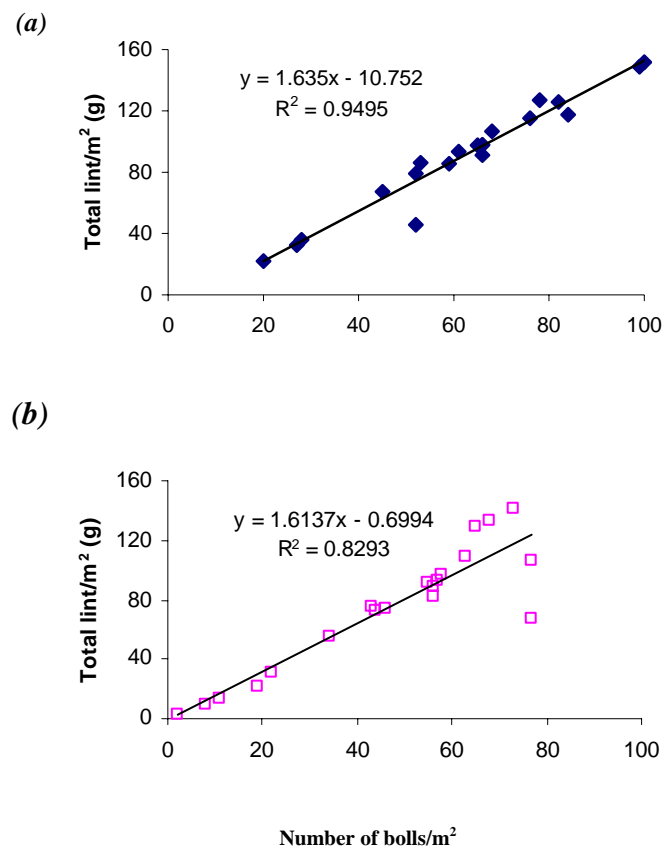 (a)
y = 1.635x - 10.752
R² = 0.9495
Total lint/m² (g)
160
120
80
40
0
0 20 40 60 80 100
(b)
y = 1.6137x - 0.6994
R² = 0.8293
Total lint/m² (g)
160
120
80
40
0
0 20 40 60 80 100
Number of bolls/m²